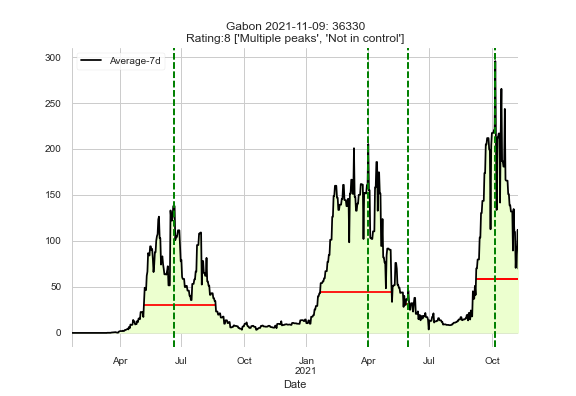 Gabon 2021-11-09: 36330
Rating:8 ['Multiple peaks', 'Not in control']
Average-7d
300
250
200
150
100
50
0
Apr Jul Oct Jan Apr Jul Oct
2021
Date